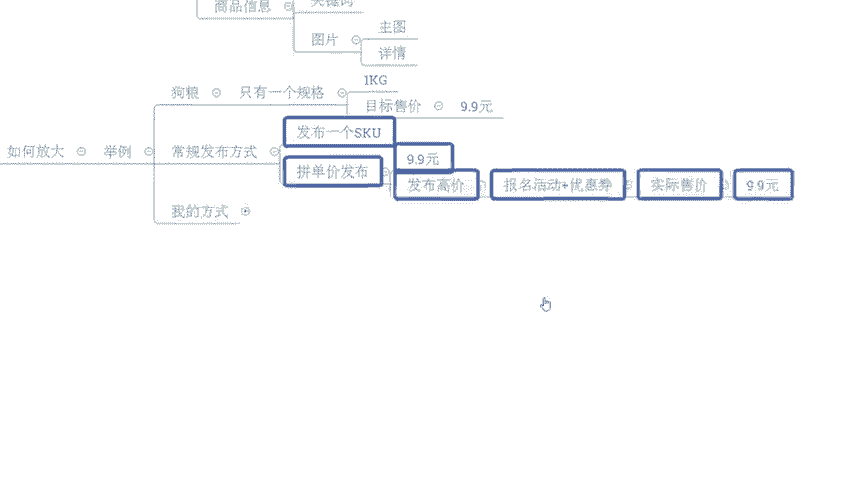 商品信息
关键词
图片
主图
详情
狗粮
只有一个规格
1KG
目标售价
9.9元
如何放大
举例
常规发布方式
发布一个SKU
拼单价发布
9.9元
发布高价
报名活动+优惠券
实际售价
9.9元
我的方式